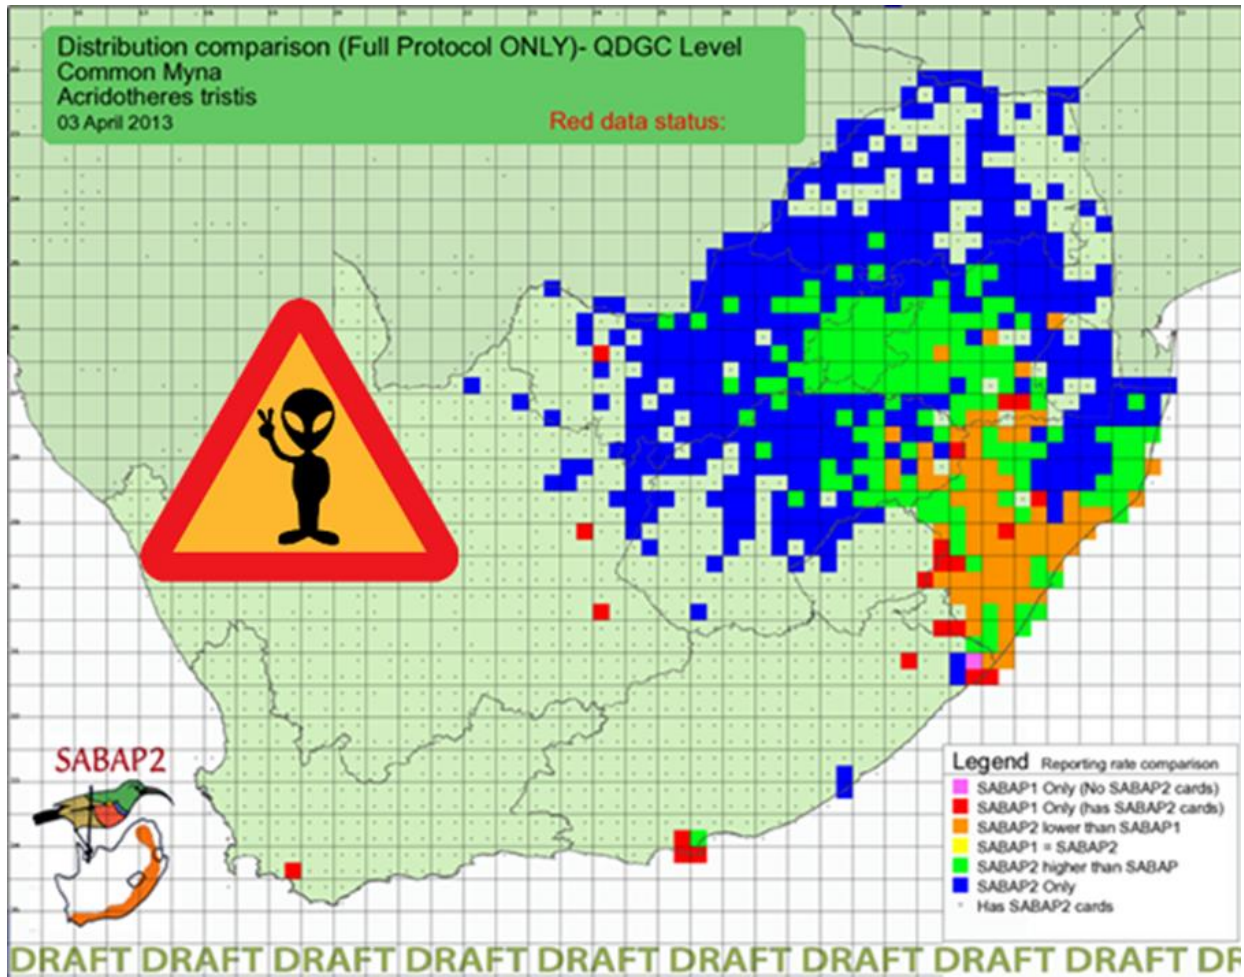 Distribution comparison (Full Protocol ONLY)- QDGC Level
Common Myna
Acridotheres tristis
03 April 2013
Red data status:
SABAP2
Legend Reporting rate comparison
SABAP1 Only (No SABAP2 cards)
SABAP1 Only (has SABAP2 cards)
SABAP2 lower than SABAP1
SABAP1 = SABAP2
SABAP2 higher than SABAP
SABAP2 Only
Has SABAP2 cards
DRAFT DRAFT DRAFT DRAFT DRAFT DRAFT DRAFT DRAFT DRAFT DR